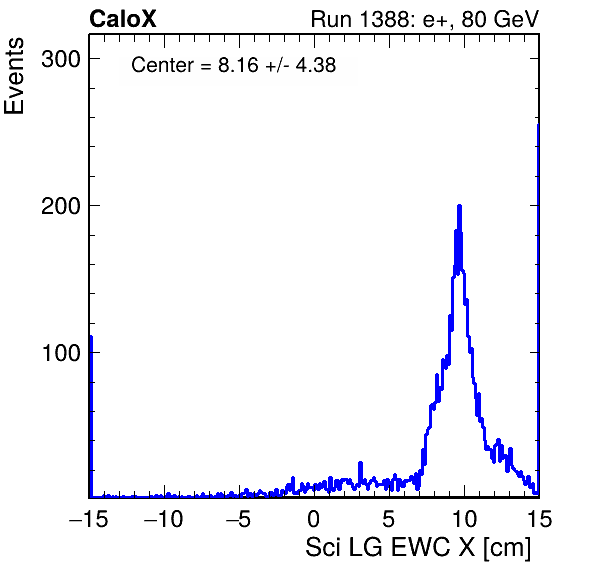 CaloX Run 1388: e+, 80 GeV
Events
Center = 8.16 +/- 4.38
300
200
100
−15 −10 −5 0 5 10 15
Sci LG EWC X [cm]